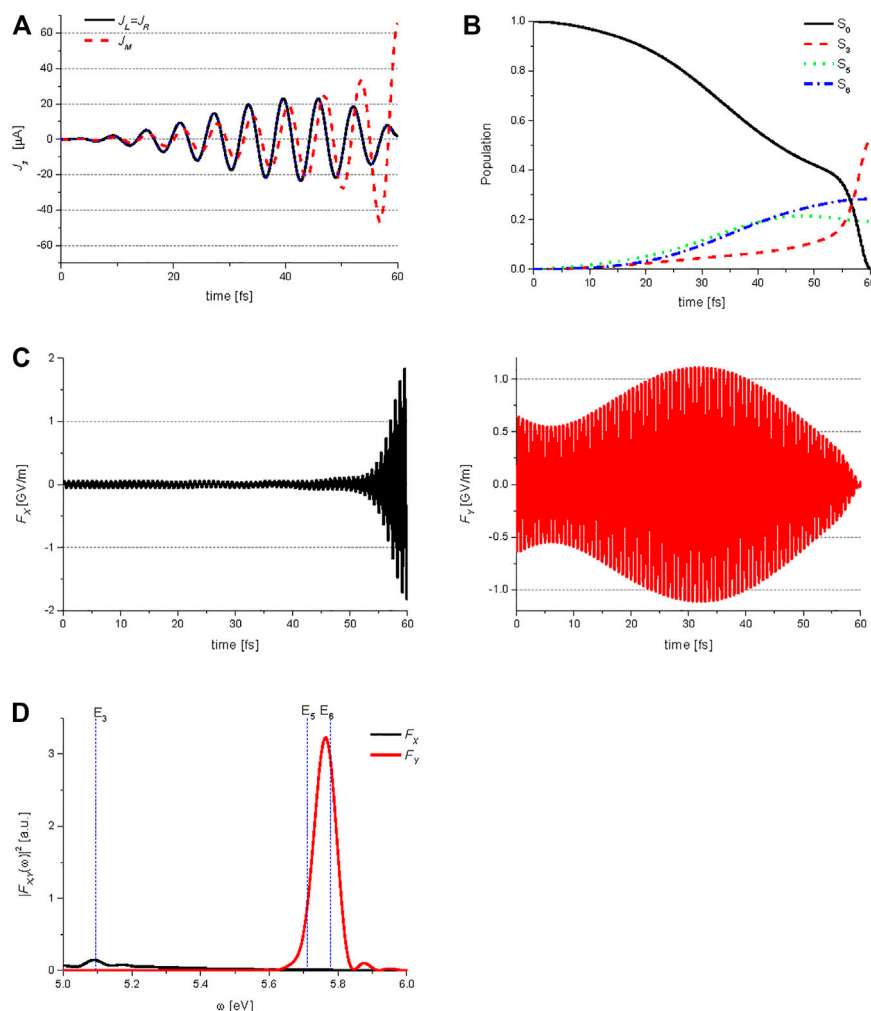 A
J_L=J_R
J_M
60
40
20
0
-20
-40
-60
J_z [µA]
0 20 40 60
time [fs]
B
S_0
S_3
S_5
S_6
1.0
0.8
0.6
0.4
0.2
0.0
Population
0 10 20 30 40 50 60
time [fs]
C
2
1
0
-1
-2
F_X [GV/m]
0 10 20 30 40 50 60
time [fs]
1.0
0.5
0.0
-0.5
-1.0
F_Y [GV/m]
0 10 20 30 40 50 60
time [fs]
D
E_3 E_5 E_6
F_X
F_Y
3
2
1
0
|F_X,Y(ω)|² [a.u.]
5.0 5.2 5.4 5.6 5.8 6.0
ω [eV]